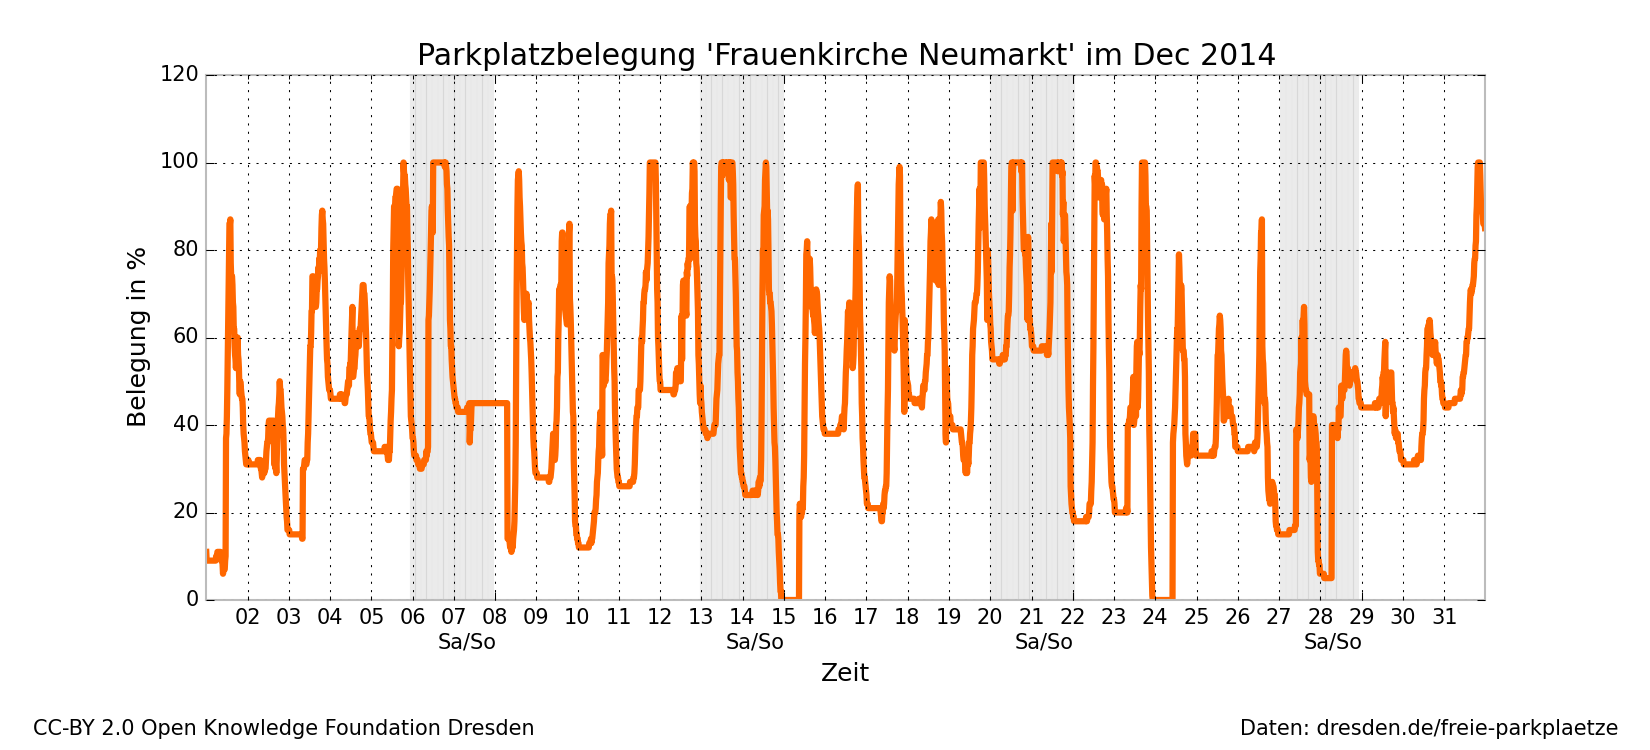 Parkplatzbelegung 'Frauenkirche Neumarkt' im Dec 2014
120
100
80
60
40
20
0
Belegung in %
02 03 04 05 06 07 08 09 10 11 12 13 14 15 16 17 18 19 20 21 22 23 24 25 26 27 28 29 30 31
Sa/So Sa/So Sa/So Sa/So
Zeit
CC-BY 2.0 Open Knowledge Foundation Dresden
Daten: dresden.de/freie-parkplaetze